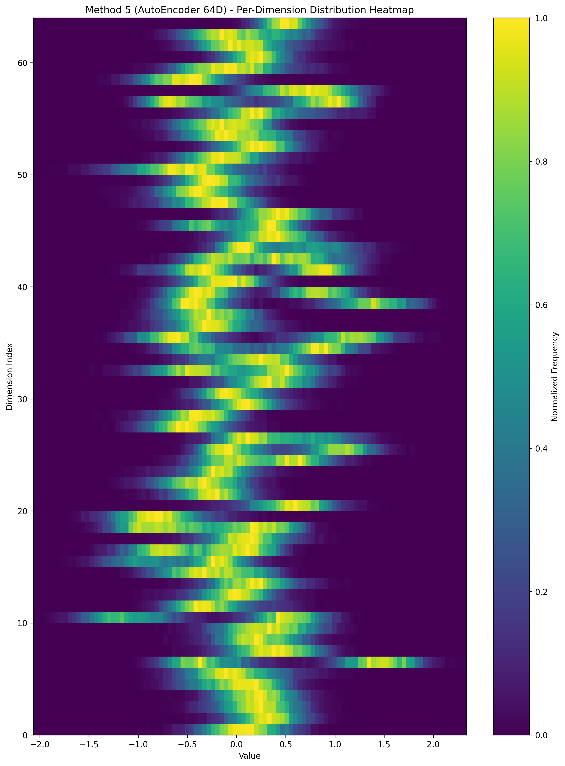 Method 5 (AutoEncoder 64D) - Per-Dimension Distribution Heatmap
Dimension Index
60
50
40
30
20
10
0
−2.0 −1.5 −1.0 −0.5 0.0 0.5 1.0 1.5 2.0
Value
1.0
0.8
0.6
0.4
0.2
0.0
Normalized Frequency